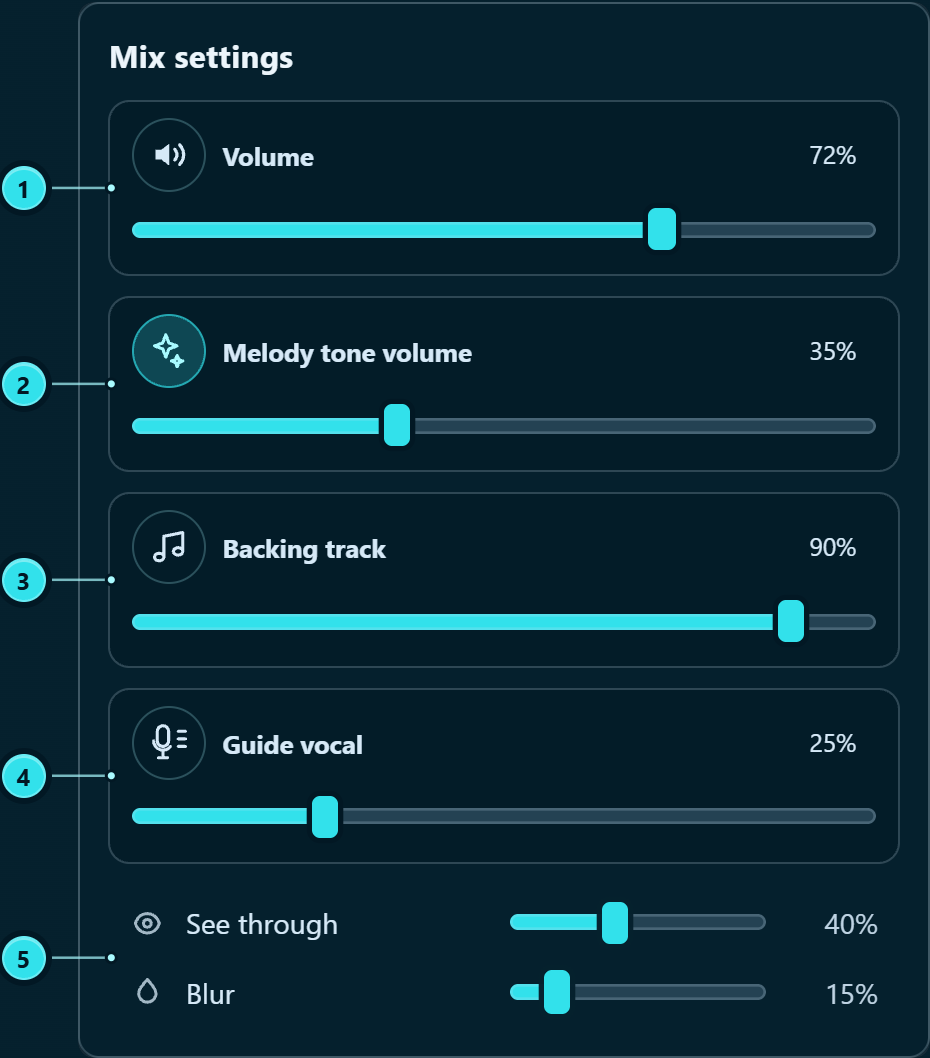 Mix settings
1
Volume 72%
2
Melody tone volume 35%
3
Backing track 90%
4
Guide vocal 25%
5
See through 40%
Blur 15%